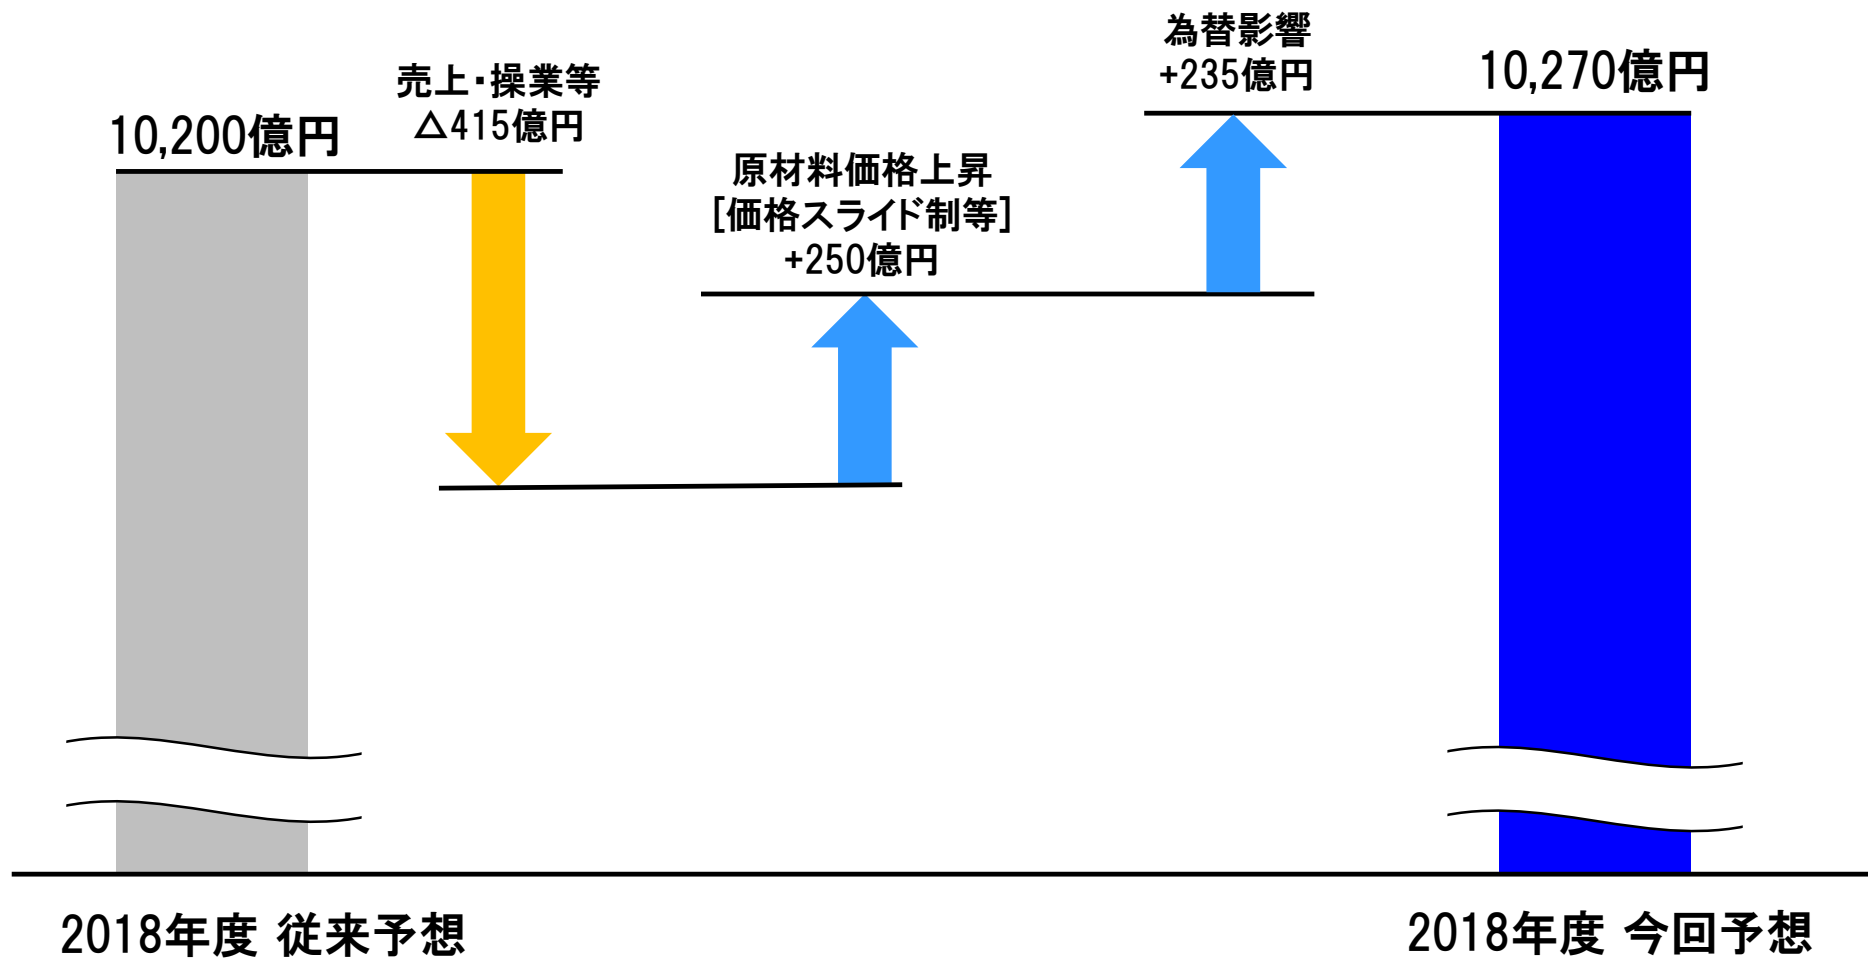 10,200億円
売上・操業等
△415億円
原材料価格上昇
[価格スライド制等]
+250億円
為替影響
+235億円
10,270億円
2018年度 従来予想
2018年度 今回予想